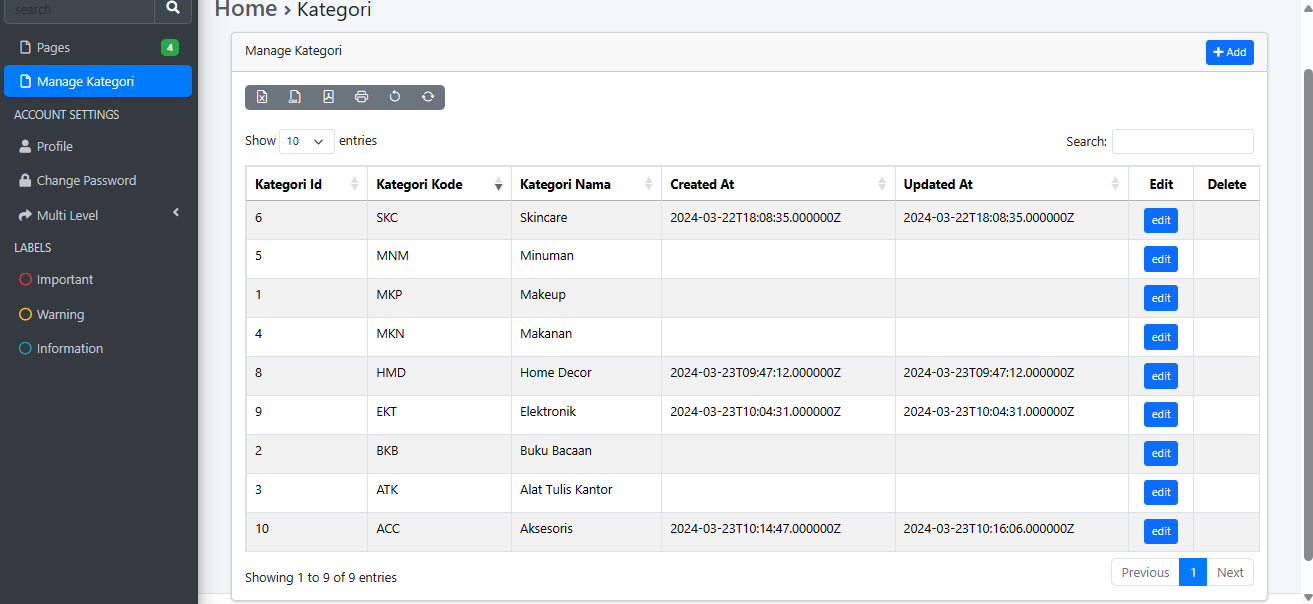 search
Pages
4
Manage Kategori
ACCOUNT SETTINGS
Profile
Change Password
Multi Level
LABELS
Important
Warning
Information
Home › Kategori
Manage Kategori
Add
Show 10 entries
Search:
Kategori Id Kategori Kode Kategori Nama Created At Updated At Edit Delete
6 SKC Skincare 2024-03-22T18:08:35.000000Z 2024-03-22T18:08:35.000000Z edit
5 MNM Minuman edit
1 MKP Makeup edit
4 MKN Makanan edit
8 HMD Home Decor 2024-03-23T09:47:12.000000Z 2024-03-23T09:47:12.000000Z edit
9 EKT Elektronik 2024-03-23T10:04:31.000000Z 2024-03-23T10:04:31.000000Z edit
2 BKB Buku Bacaan edit
3 ATK Alat Tulis Kantor edit
10 ACC Aksesoris 2024-03-23T10:14:47.000000Z 2024-03-23T10:16:06.000000Z edit
Showing 1 to 9 of 9 entries
Previous 1 Next